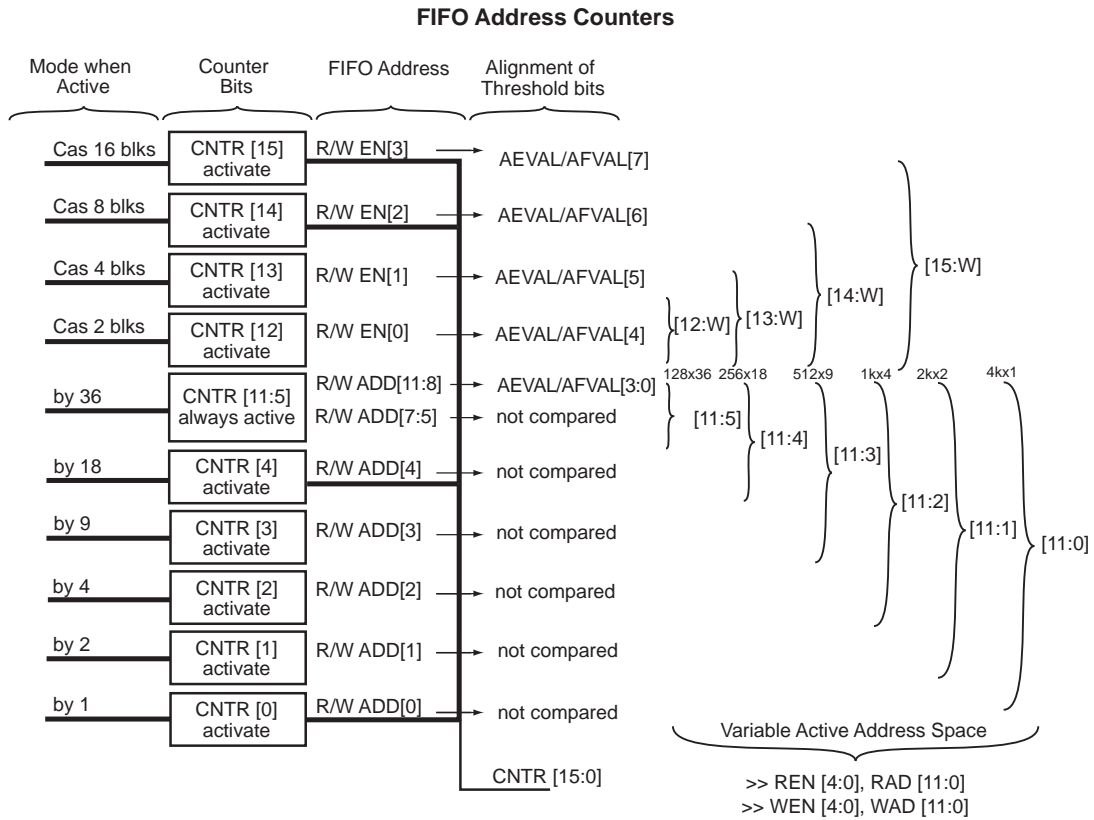 FIFO Address Counters
Mode when
Active
Counter
Bits
FIFO Address
Alignment of
Threshold bits
Cas 16 blks
CNTR [15]
activate
R/W EN[3]
AEVAL/AFVAL[7]
Cas 8 blks
CNTR [14]
activate
R/W EN[2]
AEVAL/AFVAL[6]
Cas 4 blks
CNTR [13]
activate
R/W EN[1]
AEVAL/AFVAL[5]
Cas 2 blks
CNTR [12]
activate
R/W EN[0]
AEVAL/AFVAL[4]
[12:W]
[13:W]
[14:W]
[15:W]
by 36
CNTR [11:5]
always active
R/W ADD[11:8]
AEVAL/AFVAL[3:0]
R/W ADD[7:5]
not compared
128x36
256x18
512x9
1kx4
2kx2
4kx1
[11:5]
[11:4]
[11:3]
[11:2]
[11:1]
[11:0]
by 18
CNTR [4]
activate
R/W ADD[4]
not compared
by 9
CNTR [3]
activate
R/W ADD[3]
not compared
by 4
CNTR [2]
activate
R/W ADD[2]
not compared
by 2
CNTR [1]
activate
R/W ADD[1]
not compared
by 1
CNTR [0]
activate
R/W ADD[0]
not compared
CNTR [15:0]
Variable Active Address Space
>> REN [4:0], RAD [11:0]
>> WEN [4:0], WAD [11:0]